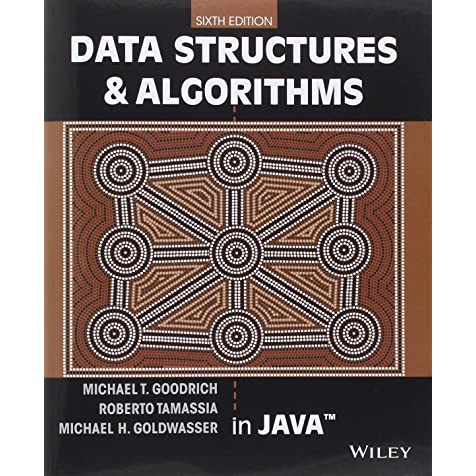 SIXTH EDITION
DATA STRUCTURES
& ALGORITHMS
MICHAEL T. GOODRICH
ROBERTO TAMASSIA
MICHAEL H. GOLDWASSER
in JAVA™
WILEY